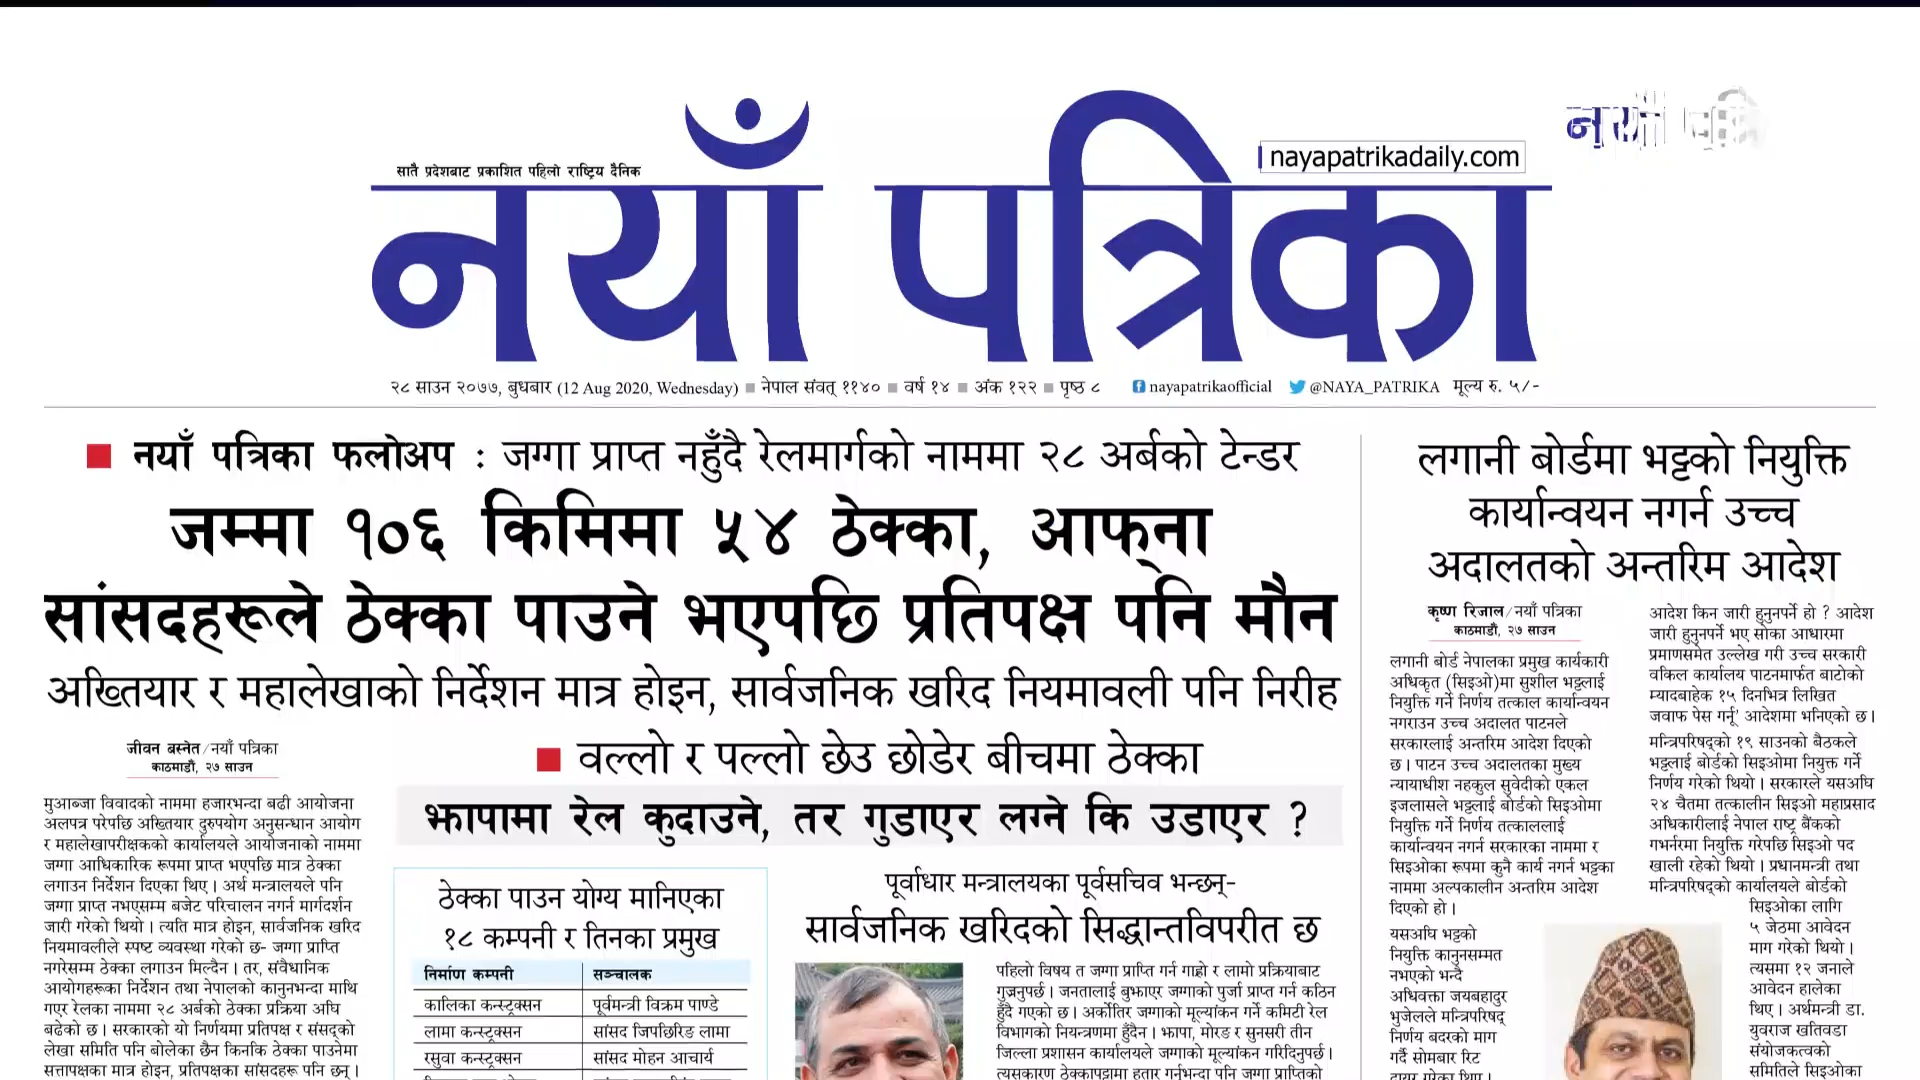 सातै प्रदेशबाट प्रकाशित पहिलो राष्ट्रिय दैनिक
nayapatrikadaily.com
नयाँ पत्रिका
२८ साउन २०७७, बुधबार (12 Aug 2020, Wednesday) ■ नेपाल संवत् ११४० ■ वर्ष १४ ■ अंक १२२ ■ पृष्ठ ८ nayapatrikaofficial @NAYA_PATRIKA मूल्य रु. ५/-
■ नयाँ पत्रिका फलोअप : जग्गा प्राप्त नहुँदै रेलमार्गको नाममा २८ अर्बको टेन्डर
जम्मा १०६ किमिमा ५४ ठेक्का, आफ्ना
सांसदहरूले ठेक्का पाउने भएपछि प्रतिपक्ष पनि मौन
अख्तियार र महालेखाको निर्देशन मात्र होइन, सार्वजनिक खरिद नियमावली पनि निरीह
जीवन बस्नेत/नयाँ पत्रिका
काठमाडौं, २७ साउन
मुआब्जा विवादको नाममा हजारभन्दा बढी आयोजना
अलपत्र परेपछि अख्तियार दुरुपयोग अनुसन्धान आयोग
र महालेखापरीक्षकको कार्यालयले आयोजनाको नाममा
जग्गा आधिकारिक रूपमा प्राप्त भएपछि मात्र ठेक्का
लगाउन निर्देशन दिएका थिए । अर्थ मन्त्रालयले पनि
जग्गा प्राप्त नभएसम्म बजेट परिचालन नगर्न मार्गदर्शन
जारी गरेको थियो । त्यति मात्र होइन, सार्वजनिक खरिद
नियमावलीले स्पष्ट व्यवस्था गरेको छ– जग्गा प्राप्ति
नगरेसम्म ठेक्का लगाउन मिल्दैन । तर, संवैधानिक
आयोगहरूका निर्देशन तथा नेपालको कानुनभन्दा माथि
गएर रेलका नाममा २८ अर्बको ठेक्का प्रक्रिया अघि
बढेको छ । सरकारको यो निर्णयमा प्रतिपक्ष र संसद्को
लेखा समिति पनि बोलेका छैन किनकि ठेक्का पाउनेमा
सत्तापक्षका मात्र होइन, प्रतिपक्षका सांसदहरू पनि छन् ।
■ वल्लो र पल्लो छेउ छोडेर बीचमा ठेक्का
झापामा रेल कुदाउने, तर गुडाएर लग्ने कि उडाएर ?
ठेक्का पाउन योग्य मानिएका
१८ कम्पनी र तिनका प्रमुख
निर्माण कम्पनी सञ्चालक
कालिका कन्स्ट्रक्सन पूर्वमन्त्री विक्रम पाण्डे
लामा कन्स्ट्रक्सन सांसद जिपछिरिङ लामा
रसुवा कन्स्ट्रक्सन सांसद मोहन आचार्य
पूर्वाधार मन्त्रालयका पूर्वसचिव भन्छन्–
सार्वजनिक खरिदको सिद्धान्तविपरीत छ
पहिलो विषय त जग्गा प्राप्ति गर्न गाह्रो र लामो प्रक्रियाबाट
गुज्रनुपर्छ । जनतालाई बुझाएर जग्गाको पुर्जा प्राप्त गर्न कठिन
हुँदै गएको छ । अर्कोतिर जग्गाको मूल्यांकन गर्ने कमिटी रेल
विभागको नियन्त्रणमा हुँदैन । झापा, मोरङ र सुनसरी तीन
जिल्ला प्रशासन कार्यालयले जग्गाको मूल्यांकन गरिदिनुपर्छ ।
त्यसकारण ठेक्कापट्टामा हतार गर्नुभन्दा पनि जग्गा प्राप्तिको
लगानी बोर्डमा भट्टको नियुक्ति
कार्यान्वयन नगर्न उच्च
अदालतको अन्तरिम आदेश
कृष्ण रिजाल/नयाँ पत्रिका
काठमाडौं, २७ साउन
लगानी बोर्ड नेपालका प्रमुख कार्यकारी
अधिकृत (सिइओ)मा सुशील भट्टलाई
नियुक्ति गर्ने निर्णय तत्काल कार्यान्वयन
नगराउन उच्च अदालत पाटनले
सरकारलाई अन्तरिम आदेश दिएको
छ । पाटन उच्च अदालतका मुख्य
न्यायाधीश नहकुल सुवेदीको एकल
इजलासले भट्टलाई बोर्डको सिइओमा
नियुक्ति गर्ने निर्णय तत्काललाई
कार्यान्वयन नगर्न सरकारका नाममा र
सिइओका रूपमा कुनै कार्य नगर्न भट्टका
नाममा अल्पकालीन अन्तरिम आदेश
दिएको हो ।
यसअघि भट्टको
नियुक्ति कानुनसम्मत
नभएको भन्दै
अधिवक्ता जयबहादुर
भुजेलले मन्त्रिपरिषद्
निर्णय बदरको माग
गर्दै सोमबार रिट
दायर गरेका थिए ।
आदेश किन जारी हुनुनपर्ने हो ? आदेश
जारी हुनुनपर्ने भए सोका आधारमा
प्रमाणसमेत उल्लेख गरी उच्च सरकारी
वकिल कार्यालय पाटनमार्फत बाटोको
म्यादबाहेक १५ दिनभित्र लिखित
जवाफ पेस गर्नू’ आदेशमा भनिएको छ ।
मन्त्रिपरिषद्को १९ साउनको बैठकले
भट्टलाई बोर्डको सिइओमा नियुक्त गर्ने
निर्णय गरेको थियो । सरकारले यसअघि
२४ चैतमा तत्कालीन सिइओ महाप्रसाद
अधिकारीलाई नेपाल राष्ट्र बैंकको
गभर्नरमा नियुक्ति गरेपछि सिइओ पद
खाली रहेको थियो । प्रधानमन्त्री तथा
मन्त्रिपरिषद्को कार्यालयले बोर्डको
सिइओका लागि
५ जेठमा आवेदन
माग गरेको थियो ।
त्यसमा १२ जनाले
आवेदन हालेका
थिए । अर्थमन्त्री डा.
युवराज खतिवडा
संयोजकत्वको
समितिले सिइओका